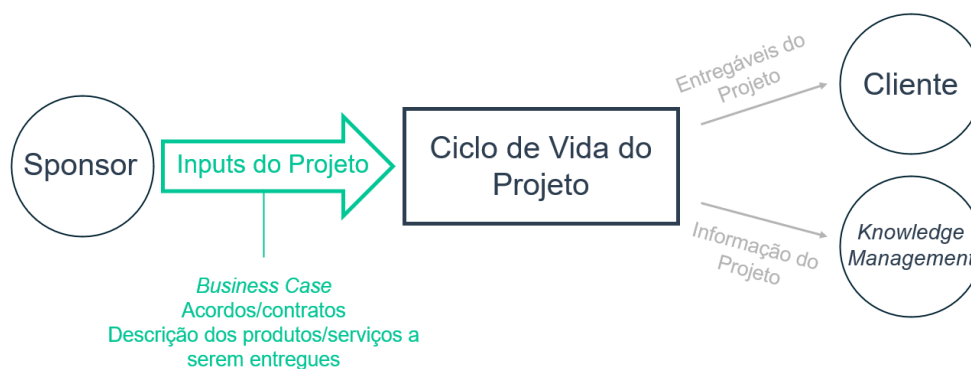 Sponsor
Inputs do Projeto
Business Case
Acordos/contratos
Descrição dos produtos/serviços a
serem entregues
Ciclo de Vida do
Projeto
Entregáveis do
Projeto
Cliente
Informação do
Projeto
Knowledge
Management